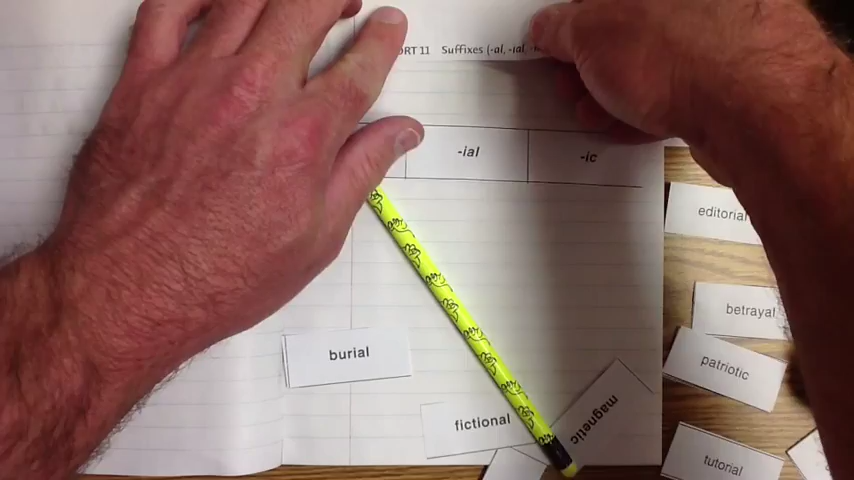 ORT 11 Suffixes (-al, -ial, -i
-ial
-ic
editorial
betrayal
burial
patriotic
magnetic
fictional
tutorial